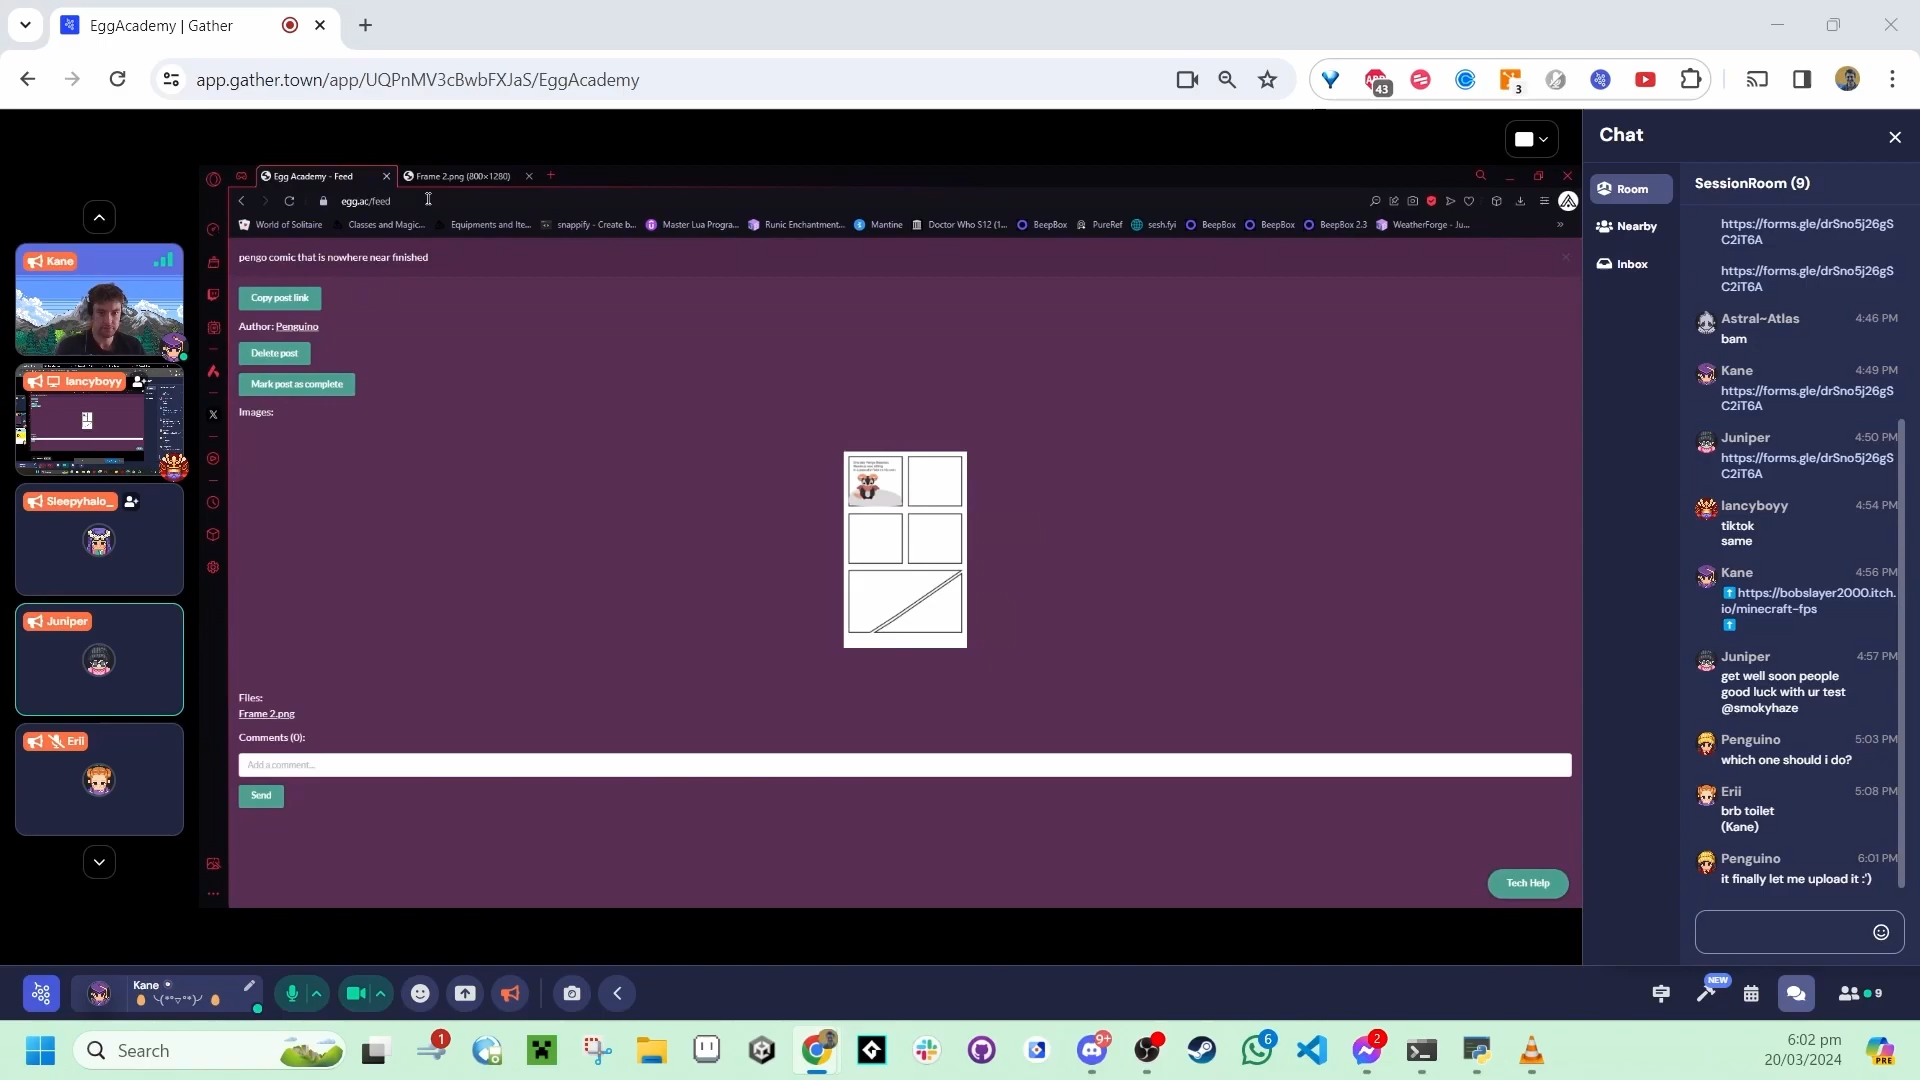 EggAcademy | Gather
app.gather.town/app/UQPnMV3cBwbFXJaS/EggAcademy
43
3
Chat
Egg Academy - Feed
Frame 2.png (800×1280)
SessionRoom (9)
Room
egg.ac/feed
World of Solitaire
Classes and Magic...
Equipments and Ite...
snappify - Create b...
Master Lua Progra...
Runic Enchantment...
Mantine
Doctor Who S12 (1...
BeepBox
PureRef
sesh.fyi
BeepBox
BeepBox
BeepBox 2.3
WeatherForge - Ju...
Nearby
Inbox
https://forms.gle/drSno5j26gS
C2iT6A
https://forms.gle/drSno5j26gS
C2iT6A
pengo comic that is nowhere near finished
Copy post link
Author: Penguino
Delete post
Mark post as complete
Images:
Files:
Frame 2.png
Comments (0):
Add a comment...
Send
Tech Help
Kane
lancyboyy
Sleepyhalo_
Juniper
Erii
Astral~Atlas 4:46 PM
bam
Kane 4:49 PM
https://forms.gle/drSno5j26gS
C2iT6A
Juniper 4:50 PM
https://forms.gle/drSno5j26gS
C2iT6A
lancyboyy 4:54 PM
tiktok
same
Kane 4:56 PM
https://bobslayer2000.itch.
io/minecraft-fps
Juniper 4:57 PM
get well soon people
good luck with ur test
@smokyhaze
Penguino 5:03 PM
which one should i do?
Erii 5:08 PM
brb toilet
(Kane)
Penguino 6:01 PM
it finally let me upload it :')
Kane
NEW
9
Search
1
9+
6
2
6:02 pm
20/03/2024
PRE